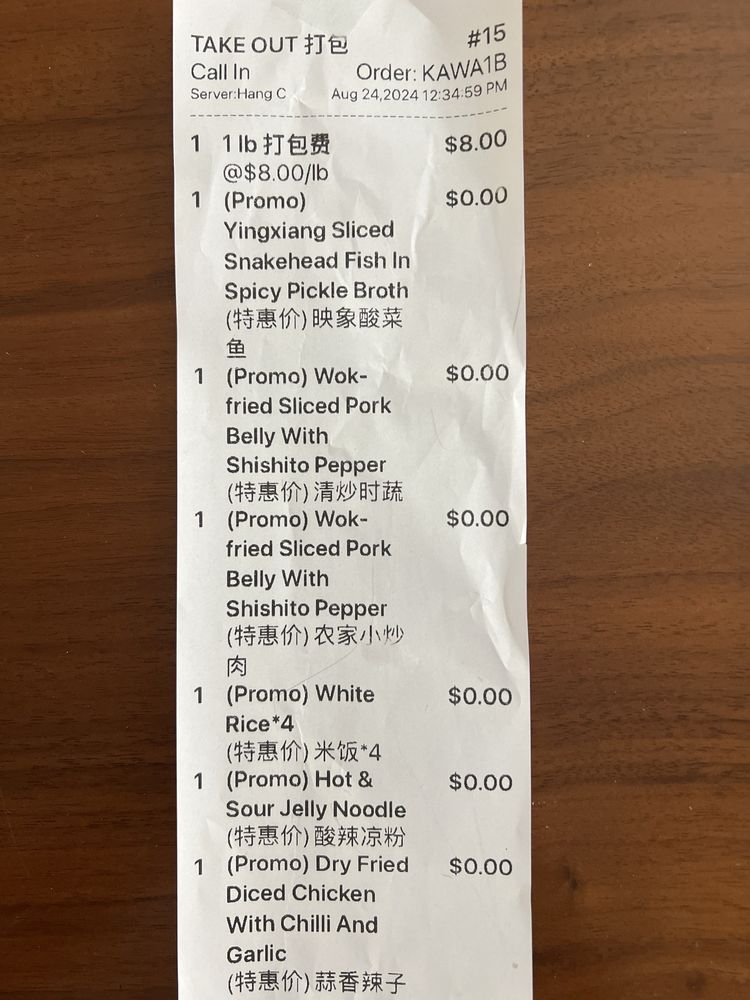 TAKE OUT 打包 #15
Call In Order: KAWA1B
Server:Hang C Aug 24,2024 12:34:59 PM
1 1 lb 打包费 $8.00
@$8.00/lb
1 (Promo) $0.00
Yingxiang Sliced
Snakehead Fish In
Spicy Pickle Broth
(特惠价) 映象酸菜
鱼
1 (Promo) Wok- $0.00
fried Sliced Pork
Belly With
Shishito Pepper
(特惠价) 清炒时蔬
1 (Promo) Wok- $0.00
fried Sliced Pork
Belly With
Shishito Pepper
(特惠价) 农家小炒
肉
1 (Promo) White $0.00
Rice*4
(特惠价) 米饭*4
1 (Promo) Hot & $0.00
Sour Jelly Noodle
(特惠价) 酸辣凉粉
1 (Promo) Dry Fried $0.00
Diced Chicken
With Chilli And
Garlic
(特惠价) 蒜香辣子